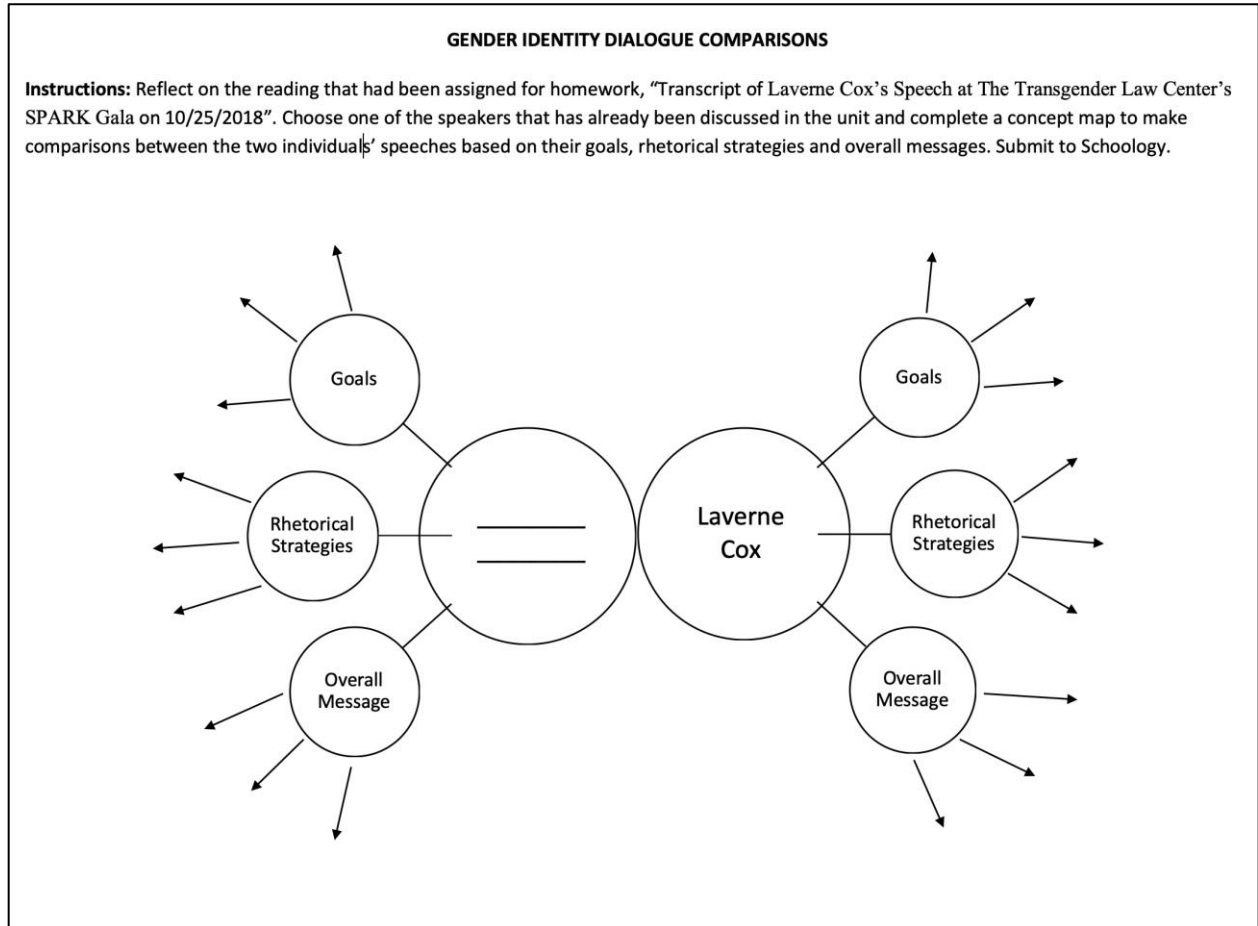 GENDER IDENTITY DIALOGUE COMPARISONS
Instructions: Reflect on the reading that had been assigned for homework, “Transcript of Laverne Cox’s Speech at The Transgender Law Center’s
SPARK Gala on 10/25/2018”. Choose one of the speakers that has already been discussed in the unit and complete a concept map to make
comparisons between the two individuals’ speeches based on their goals, rhetorical strategies and overall messages. Submit to Schoology.
Goals
Rhetorical
Strategies
Overall
Message
Laverne
Cox
Goals
Rhetorical
Strategies
Overall
Message